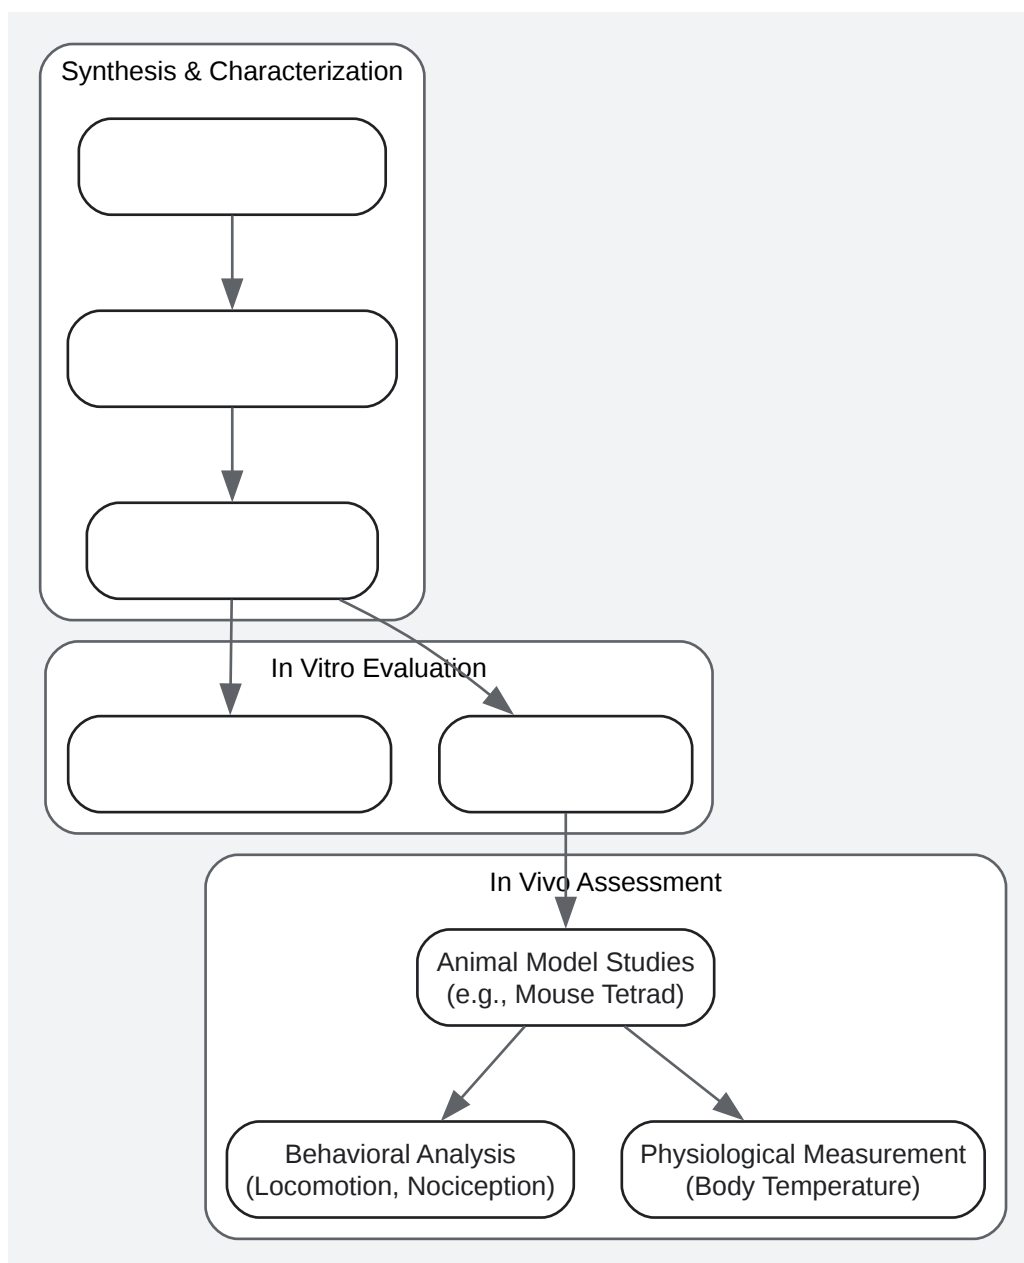 Synthesis & Characterization
In Vitro Evaluation
In Vivo Assessment
Animal Model Studies
(e.g., Mouse Tetrad)
Behavioral Analysis
(Locomotion, Nociception)
Physiological Measurement
(Body Temperature)